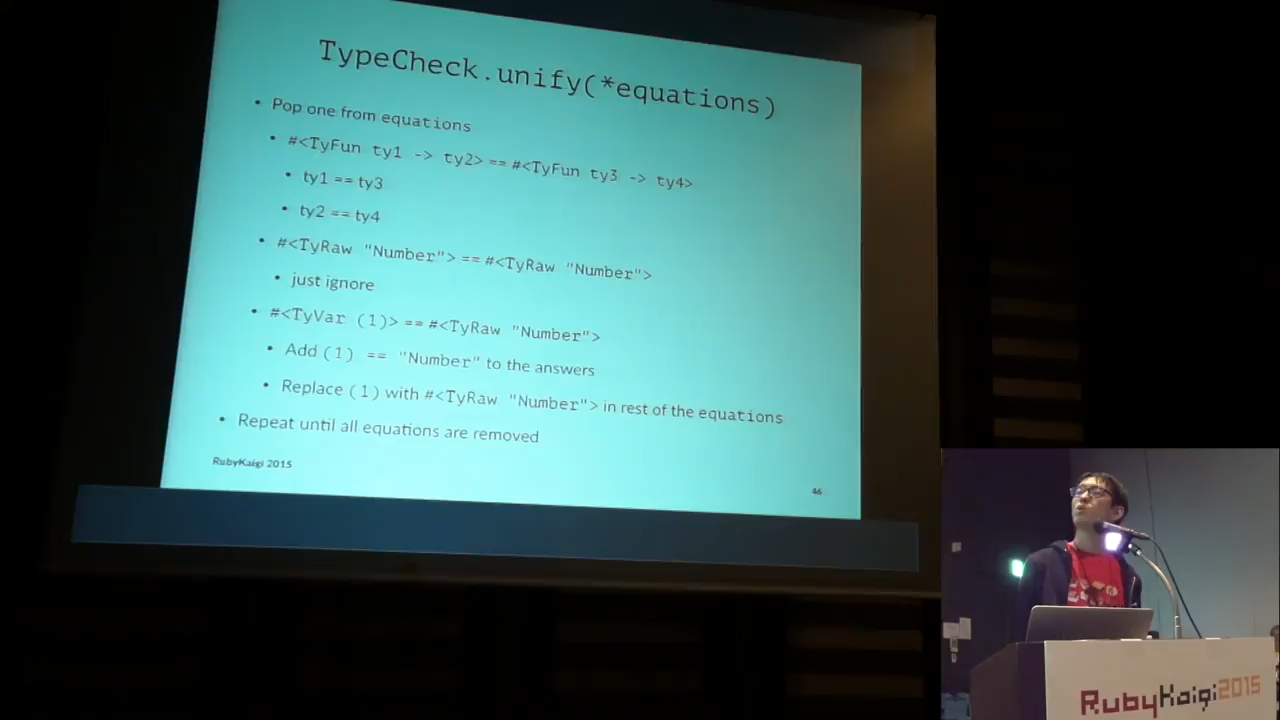 TypeCheck.unify(*equations)
• Pop one from equations
• #<TyFun ty1 -> ty2> == #<TyFun ty3 -> ty4>
• ty1 == ty3
• ty2 == ty4
• #<TyRaw "Number"> == #<TyRaw "Number">
• just ignore
• #<TyVar (1)> == #<TyRaw "Number">
• Add (1) == "Number" to the answers
• Replace (1) with #<TyRaw "Number"> in rest of the equations
• Repeat until all equations are removed
RubyKaigi 2015
46
RubyKaigi2015